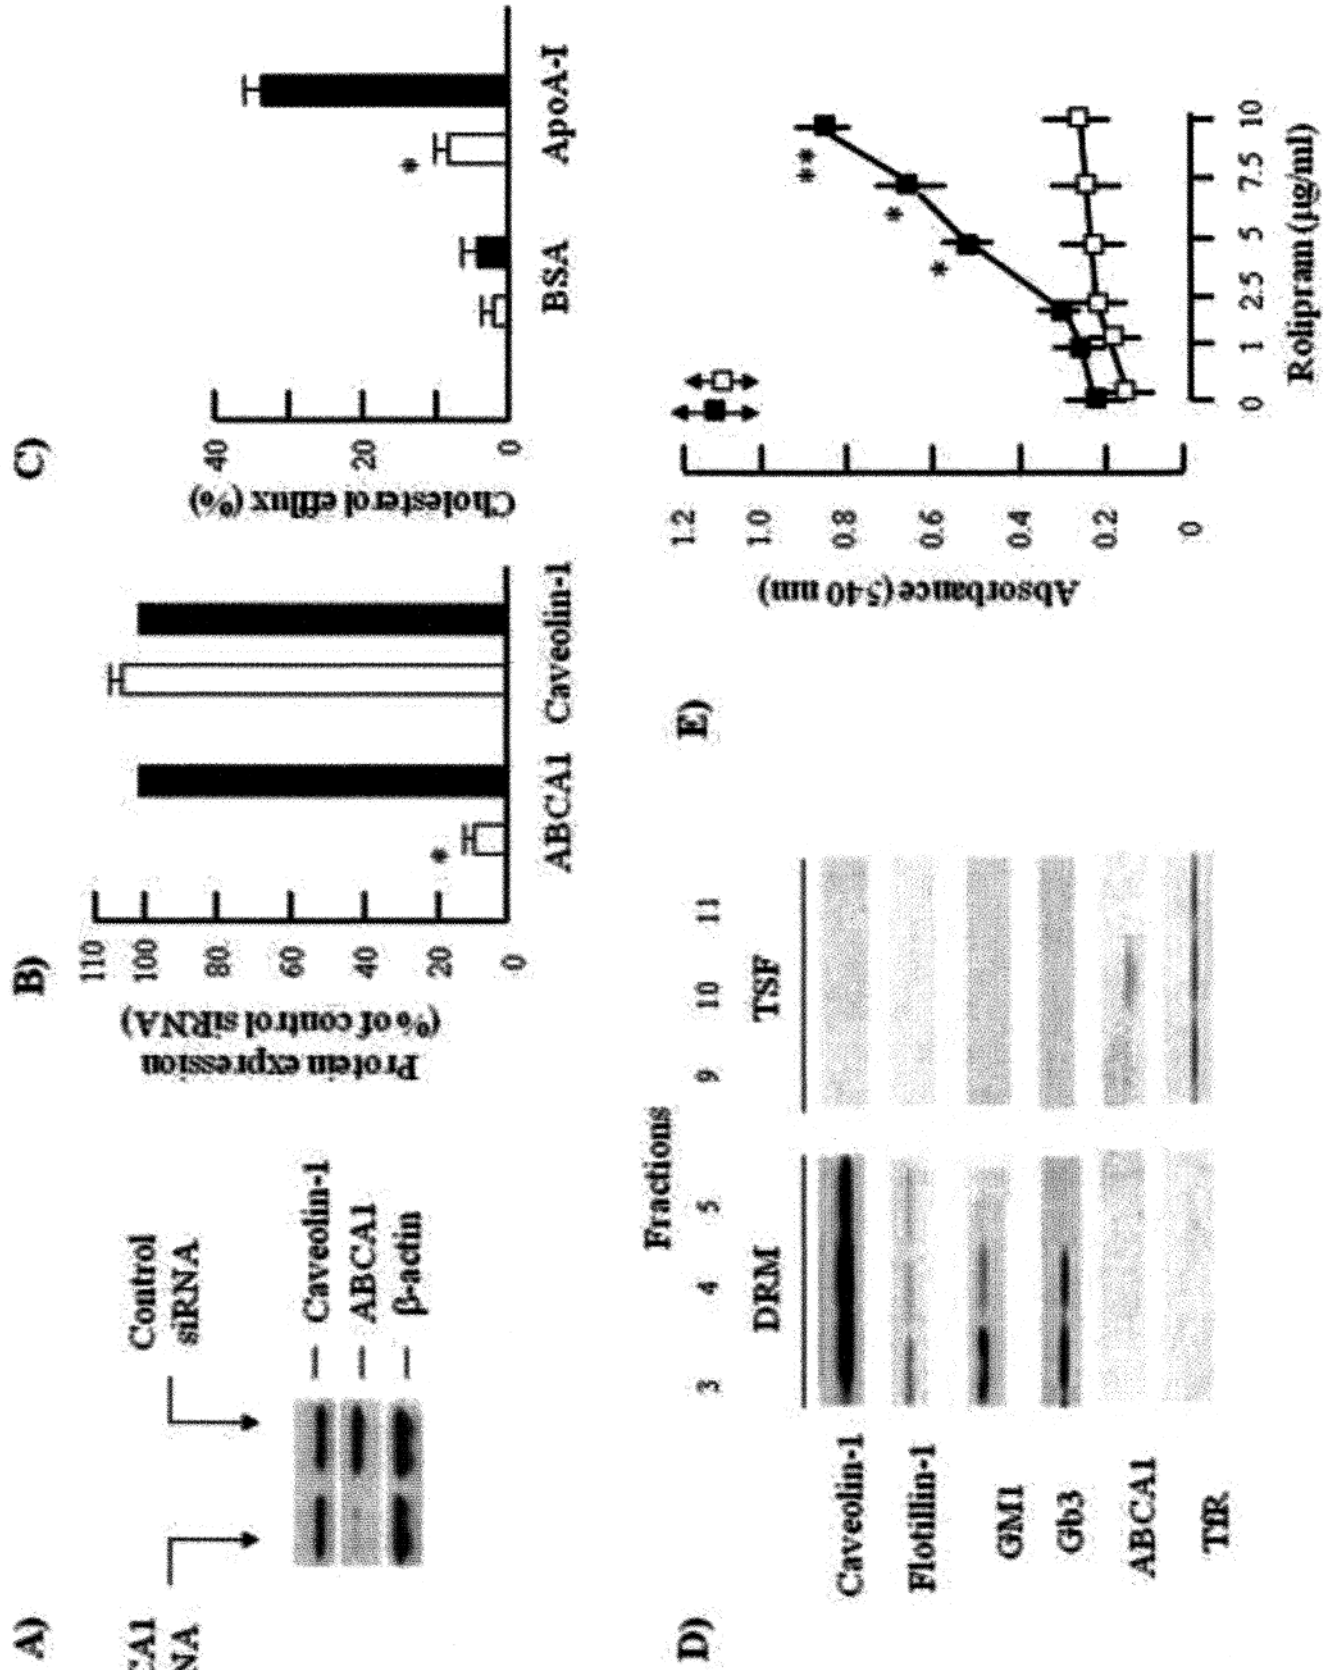 A)
CA1
NA
Control
siRNA
Caveolin-1
ABCA1
β-actin
B)
Protein expression
(% of control siRNA)
110
100
80
60
40
20
0
*
ABCA1
Caveolin-1
C)
Cholesterol efflux (%)
40
20
0
*
BSA
ApoA-I
D)
Fractions
3
4
5
9
10
11
DRM
TSF
Caveolin-1
Flotillin-1
GM1
Gb3
ABCA1
TfR
E)
Absorbance (540 nm)
1.2
1.0
0.8
0.6
0.4
0.2
0
*
*
**
0
1
2.5
5
7.5
10
Rolipram (µg/ml)